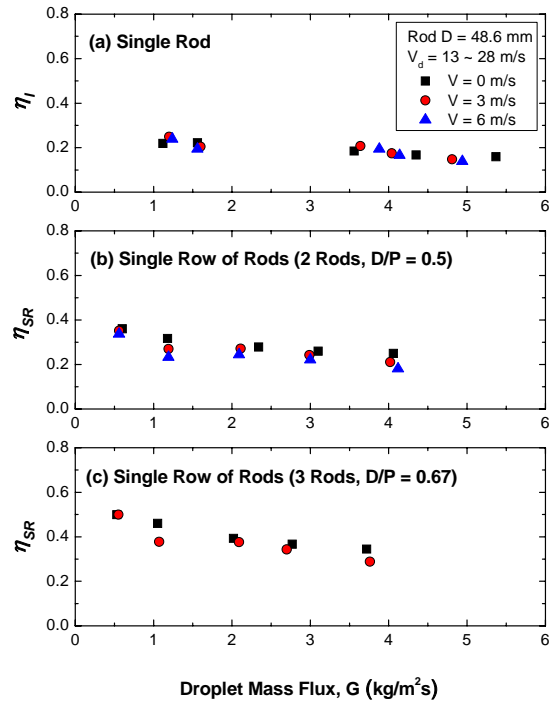 0.8
(a) Single Rod
Rod D = 48.6 mm
V_d = 13 ~ 28 m/s
V = 0 m/s
V = 3 m/s
V = 6 m/s
0.6
0.4
η_I
0.2
0.0
0 1 2 3 4 5 6
0.8
(b) Single Row of Rods (2 Rods, D/P = 0.5)
0.6
0.4
η_SR
0.2
0.0
0 1 2 3 4 5 6
0.8
(c) Single Row of Rods (3 Rods, D/P = 0.67)
0.6
0.4
η_SR
0.2
0.0
0 1 2 3 4 5 6
Droplet Mass Flux, G (kg/m²s)